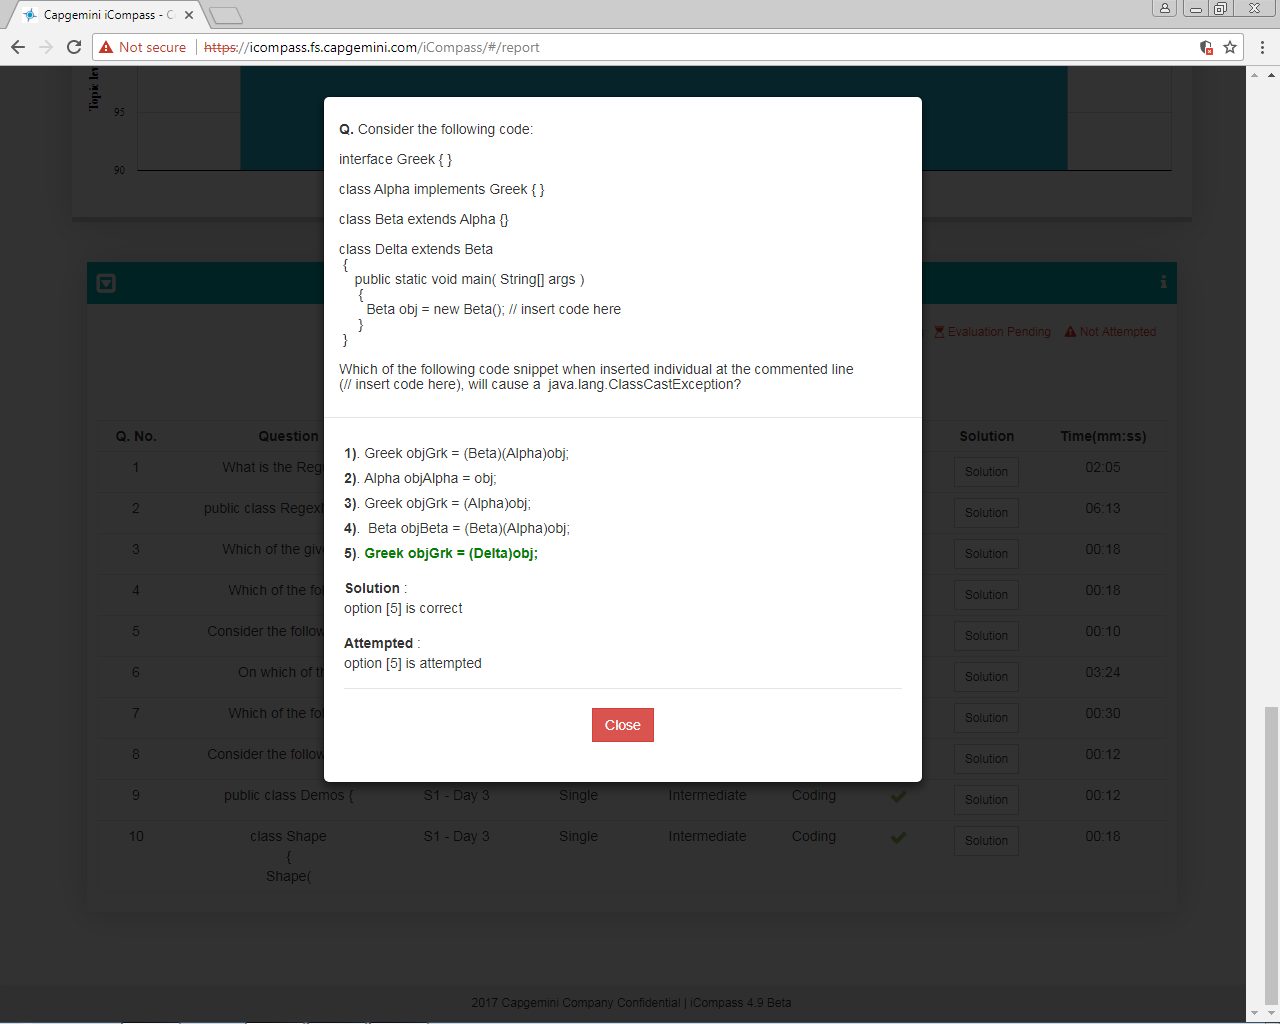 Capgemini iCompass - C
Not secure
https://icompass.fs.capgemini.com/iCompass/#/report
Topic lev
95
90
Q. Consider the following code:
interface Greek { }
class Alpha implements Greek { }
class Beta extends Alpha {}
class Delta extends Beta
{
public static void main( String[] args )
{
Beta obj = new Beta(); // insert code here
}
}
Which of the following code snippet when inserted individual at the commented line
(// insert code here), will cause a java.lang.ClassCastException?
1). Greek objGrk = (Beta)(Alpha)obj;
2). Alpha objAlpha = obj;
3). Greek objGrk = (Alpha)obj;
4). Beta objBeta = (Beta)(Alpha)obj;
5). Greek objGrk = (Delta)obj;
Solution :
option [5] is correct
Attempted :
option [5] is attempted
Close
Evaluation Pending Not Attempted
Q. No. Question Solution Time(mm:ss)
1 What is the Reg Solution 02:05
2 public class Regex Solution 06:13
3 Which of the giv Solution 00:18
4 Which of the fol Solution 00:18
5 Consider the follow Solution 00:10
6 On which of th Solution 03:24
7 Which of the fol Solution 00:30
8 Consider the follow Solution 00:12
9 public class Demos { S1 - Day 3 Single Intermediate Coding Solution 00:12
10 class Shape S1 - Day 3 Single Intermediate Coding Solution 00:18
{
Shape(
2017 Capgemini Company Confidential | iCompass 4.9 Beta